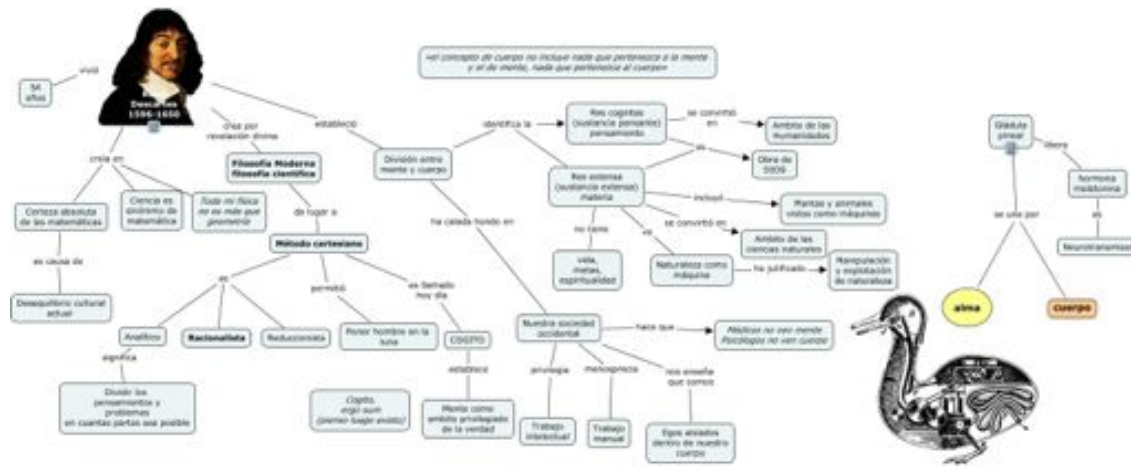 «el concepto de cuerpo no incluye nada que pertenezca a la mente
y el de mente, nada que pertenezca al cuerpo»
54
años
vivió
Descartes
1596-1650
crea por
revelación divina
estableció
creía en
Filosofía Moderna
filosofía científica
División entre
mente y cuerpo
identifica la
Res cogitas
(sustancia pensante)
pensamiento
se convirtió
en
Ambito de las
Humanidades
es
Obra de
DIOS
Res extensa
(sustancia extensa)
materia
incluyó
Plantas y animales
vistos como máquinas
se convirtió en
Ambito de las
ciencias naturales
no tiene
vida,
metas,
espiritualidad
es
Naturaleza como
máquina
ha justificado
Manipulación
y explotación
de naturaleza
Certeza absoluta
de las matemáticas
Ciencia es
sinónimo de
matemática
Toda mi física
no es más que
geometría
es causa de
Desequilibrio cultural
actual
da lugar a
Método cartesiano
es
permitió
es llamado
hoy día
Analítico
Racionalista
Reduccionista
Poner hombre en la
luna
COGITO
significa
Dividir los
pensamientos y
problemas
en cuantas partes sea posible
establece
Mente como
ámbito privilegiado
de la verdad
Cogito,
ergo sum
(pienso luego existo)
ha calado hondo en
Nuestra sociedad
occidental
hace que
Médicos no ven mente
Psicólogos no ven cuerpo
privilegia
menosprecia
nos enseña
que somos
Trabajo
intelectual
Trabajo
manual
Egos aislados
dentro de nuestro
cuerpo
Gládula
pineal
libera
hormona
es
se une por
alma
cuerpo